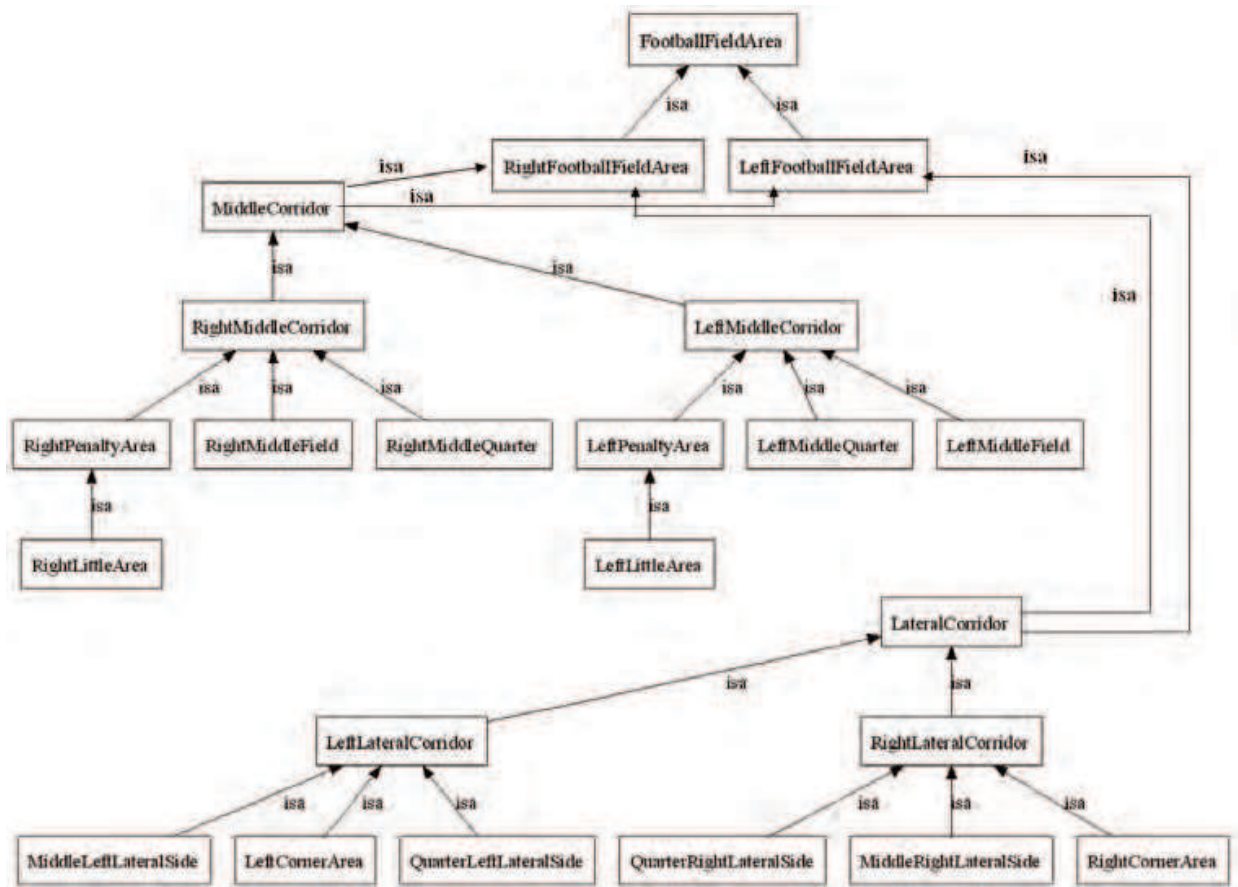 FootballFieldArea
isa isa
RightFootballFieldArea LeftFootballFieldArea
isa isa
MiddleCorridor isa
isa isa isa
RightMiddleCorridor LeftMiddleCorridor
isa isa isa isa isa isa
RightPenaltyArea RightMiddleField RightMiddleQuarter LeftPenaltyArea LeftMiddleQuarter LeftMiddleField
isa isa
RightLittleArea LeftLittleArea
LateralCorridor
isa isa
LeftLateralCorridor RightLateralCorridor
isa isa isa isa isa isa
MiddleLeftLateralSide LeftCornerArea QuarterLeftLateralSide QuarterRightLateralSide MiddleRightLateralSide RightCornerArea